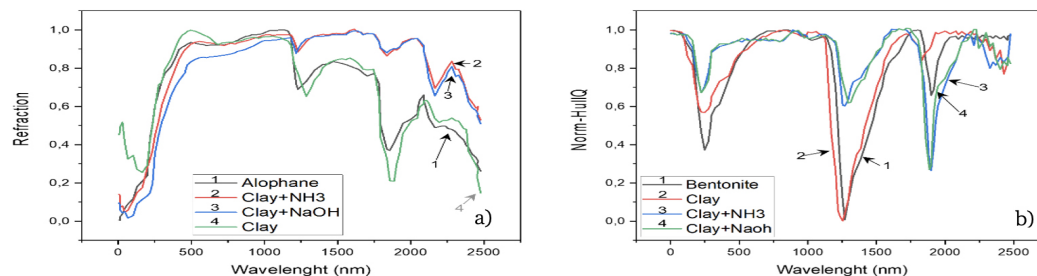 1,0
0,8
0,6
0,4
0,2
0,0
Refraction
0 500 1000 1500 2000 2500
Wavelenght (nm)
1 Alophane
2 Clay+NH3
3 Clay+NaOH
4 Clay
2
3
1
4
a)
1,0
0,8
0,6
0,4
0,2
0,0
Norm-HullQ
0 500 1000 1500 2000 2500
Wavelenght (nm)
1 Bentonite
2 Clay
3 Clay+NH3
4 Clay+Naoh
2
1
3
4
b)